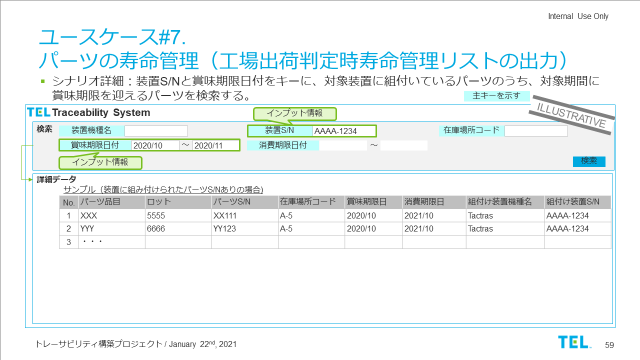 Internal Use Only
ユースケース#7.
パーツの寿命管理（工場出荷判定時寿命管理リストの出力）
▪ シナリオ詳細：装置S/Nと賞味期限日付をキーに、対象装置に組付いているパーツのうち、対象期間に
賞味期限を迎えるパーツを検索する。
主キーを示す
ILLUSTRATIVE
TEL Traceability System
インプット情報
検索 装置機種名 装置S/N AAAA-1234 在庫場所コード
賞味期限日付 2020/10 ～ 2020/11 消費期限日付 ～
インプット情報
検索
詳細データ
サンプル（装置に組み付けられたパーツS/Nありの場合)
No パーツ品目 ロット パーツS/N 在庫場所コード 賞味期限日 消費期限日 組付け装置機種名 組付け装置S/N
1 XXX 5555 XX111 A-5 2020/10 2021/10 Tactras AAAA-1234
2 YYY 6666 YY123 A-5 2020/10 2021/10 Tactras AAAA-1234
3 ・・・
トレーサビリティ構築プロジェクト / January 22nd, 2021
TEL
59